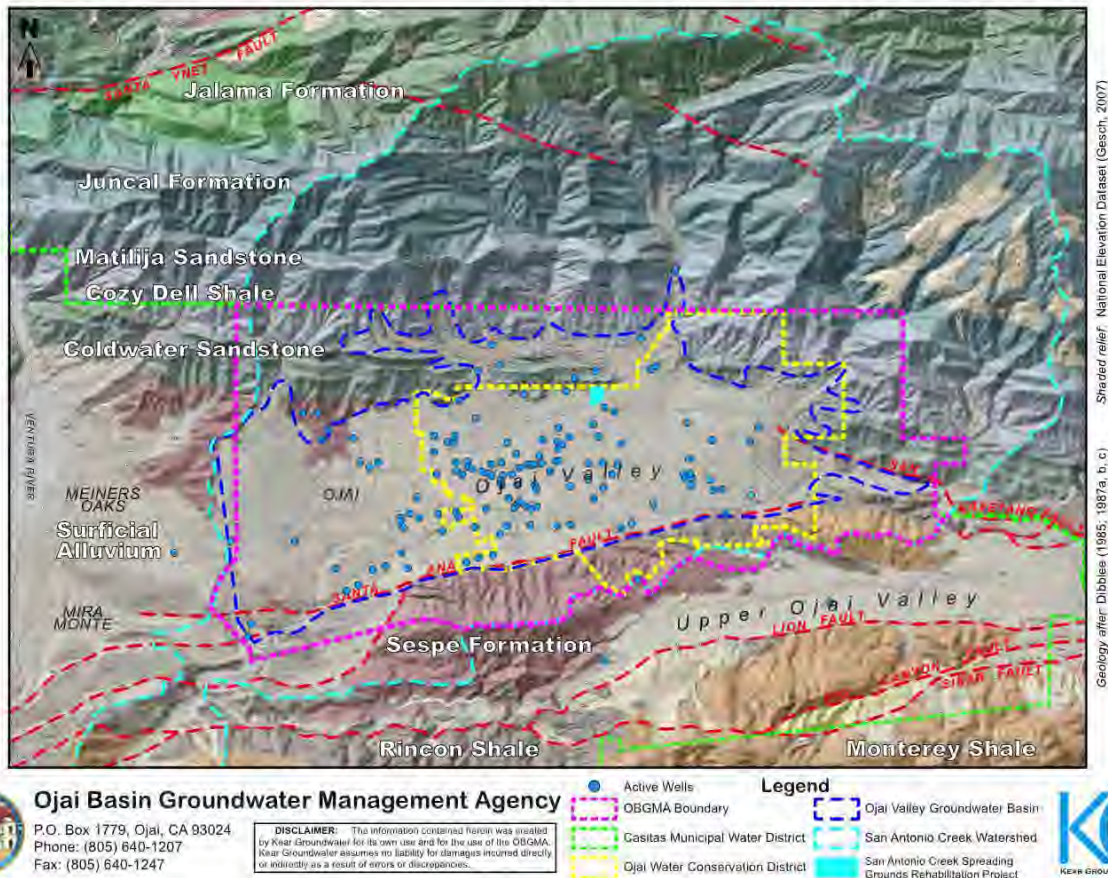 N
SANTA YNEZ FAULT
Jalama Formation
Juncal Formation
Matilija Sandstone
Cozy Dell Shale
Coldwater Sandstone
VENTURA RIVER
MEINERS
OAKS
OJAI
Ojai Valley
Surficial
Alluvium
SANTA ANA FAULT
MIRA
MONTE
Upper Ojai Valley
LION FAULT
Sespe Formation
CANYON
SISAR FAULT
Rincon Shale
Monterey Shale
Geology after: Dibblee (1985; 1987a, b, c)
Shaded relief: National Elevation Dataset (Gesch, 2007)
Ojai Basin Groundwater Management Agency
P.O. Box 1779, Ojai, CA 93024
Phone: (805) 640-1207
Fax: (805) 640-1247
DISCLAIMER: The information contained herein was created
by Kear Groundwater for its own use and for the use of the OBGMA.
Kear Groundwater assumes no liability for damages incurred directly
or indirectly as a result of errors or discrepancies.
Legend
Active Wells
OBGMA Boundary
Casitas Municipal Water District
Ojai Water Conservation District
Ojai Valley Groundwater Basin
San Antonio Creek Watershed
San Antonio Creek Spreading
Grounds Rehabilitation Project
KEAR